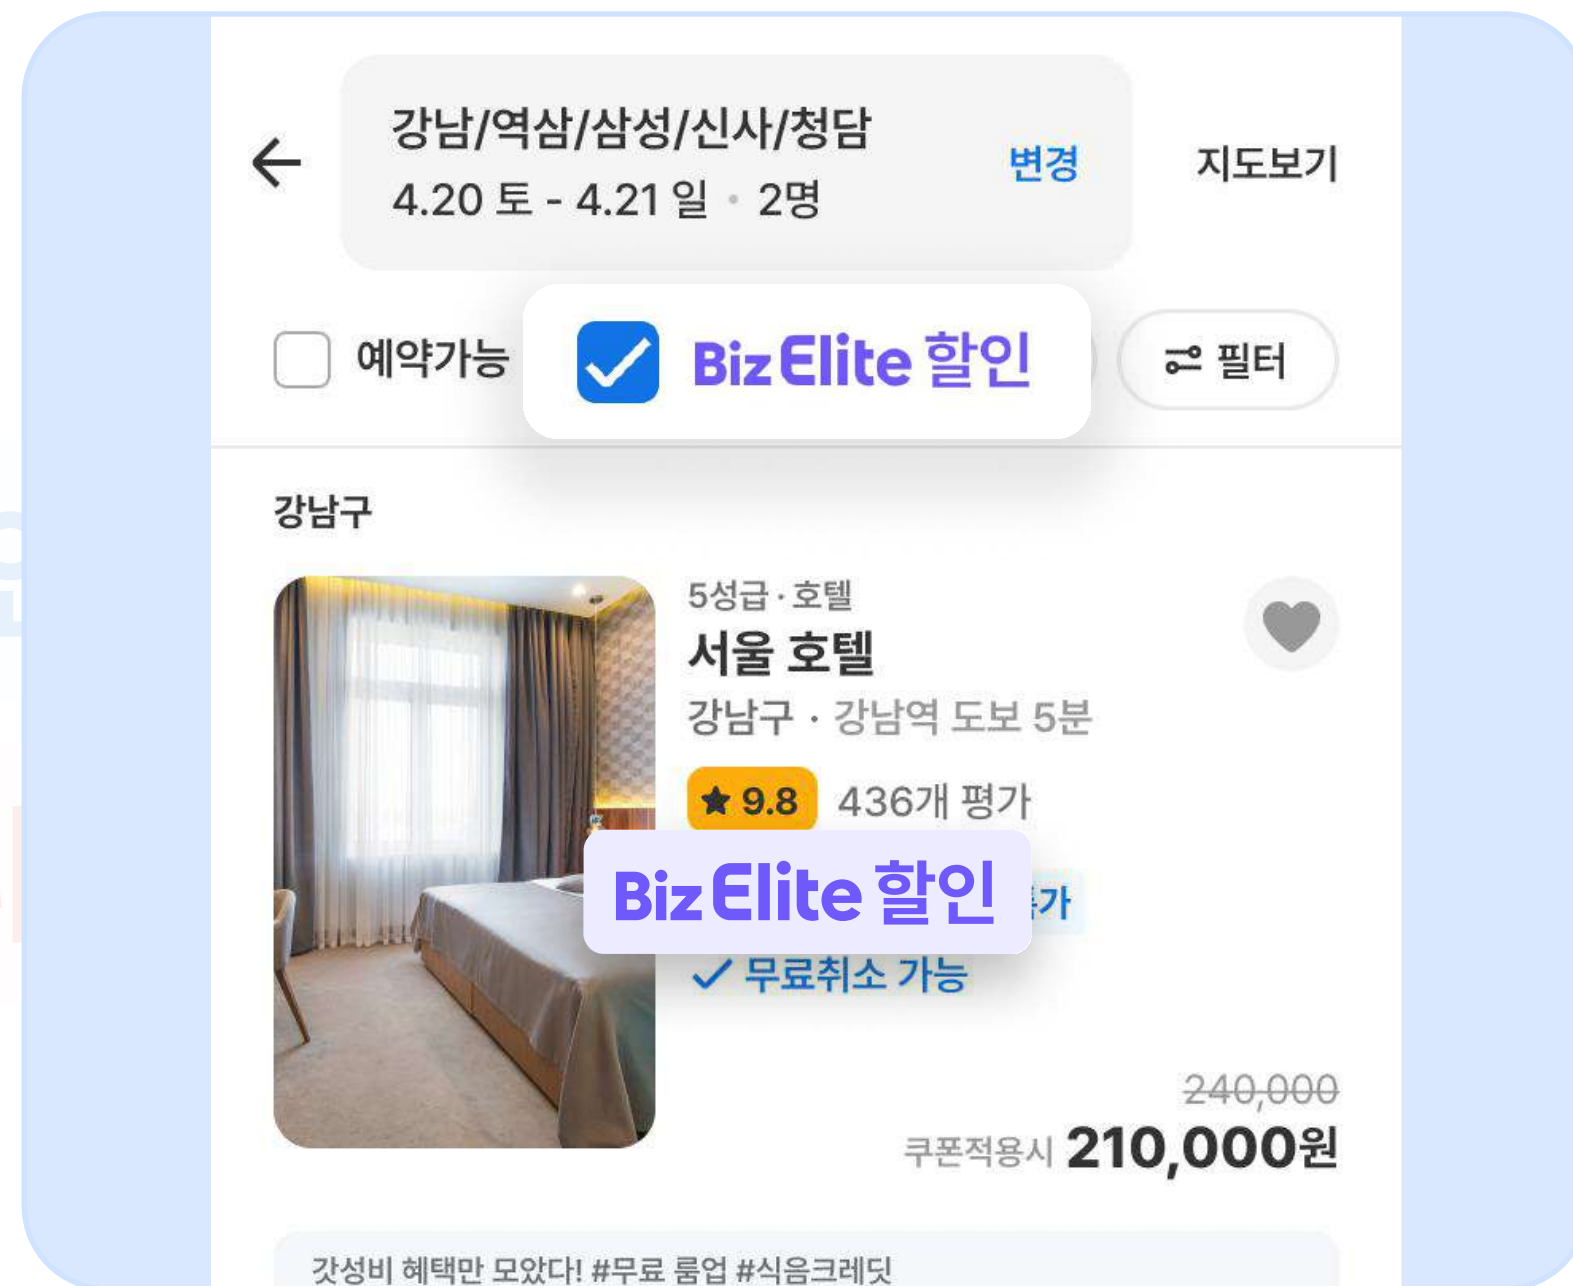 강남/역삼/삼성/신사/청담
4.20 토 - 4.21 일 · 2명
변경
지도보기
예약가능
BizElite 할인
필터
강남구
5성급 · 호텔
서울 호텔
강남구 · 강남역 도보 5분
★ 9.8 436개 평가
BizElite 할인
가
무료취소 가능
240,000
쿠폰적용시 210,000원
갓성비 혜택만 모았다! #무료 룸업 #식음크레딧